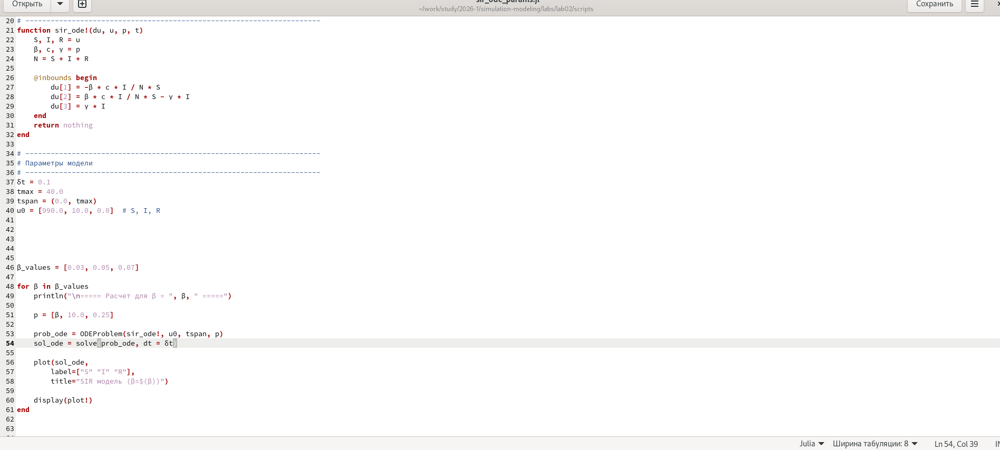 Открыть
sir_ode_params.jl
~/work/study/2026-1/simulation-modeling/labs/lab02/scripts
Сохранить
20 # ----------------------------------------------------------------------
21 function sir_ode!(du, u, p, t)
22     S, I, R = u
23     β, c, γ = p
24     N = S + I + R
25
26     @inbounds begin
27         du[1] = -β * c * I / N * S
28         du[2] = β * c * I / N * S - γ * I
29         du[3] = γ * I
30     end
31     return nothing
32 end
33
34 # ----------------------------------------------------------------------
35 # Параметры модели
36 # ----------------------------------------------------------------------
37 δt = 0.1
38 tmax = 40.0
39 tspan = (0.0, tmax)
40 u0 = [990.0, 10.0, 0.0]  # S, I, R
41
42
43
44
45
46 β_values = [0.03, 0.05, 0.07]
47
48 for β in β_values
49     println("\n===== Расчет для β = ", β, " =====")
50
51     p = [β, 10.0, 0.25]
52
53     prob_ode = ODEProblem(sir_ode!, u0, tspan, p)
54     sol_ode = solve(prob_ode, dt = δt)
55
56     plot(sol_ode,
57         label=["S" "I" "R"],
58         title="SIR модель (β=$(β))")
59
60     display(plot!)
61 end
62
63
Julia
Ширина табуляции: 8
Ln 54, Col 39